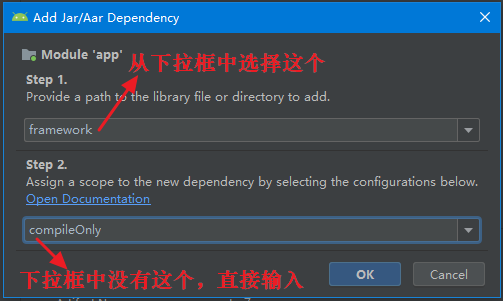 Add Jar/Aar Dependency
Module 'app'
从下拉框中选择这个
Step 1.
Provide a path to the library file or directory to add.
framework
Step 2.
Assign a scope to the new dependency by selecting the configurations below.
Open Documentation
compileOnly
下拉框中没有这个，直接输入
OK
Cancel